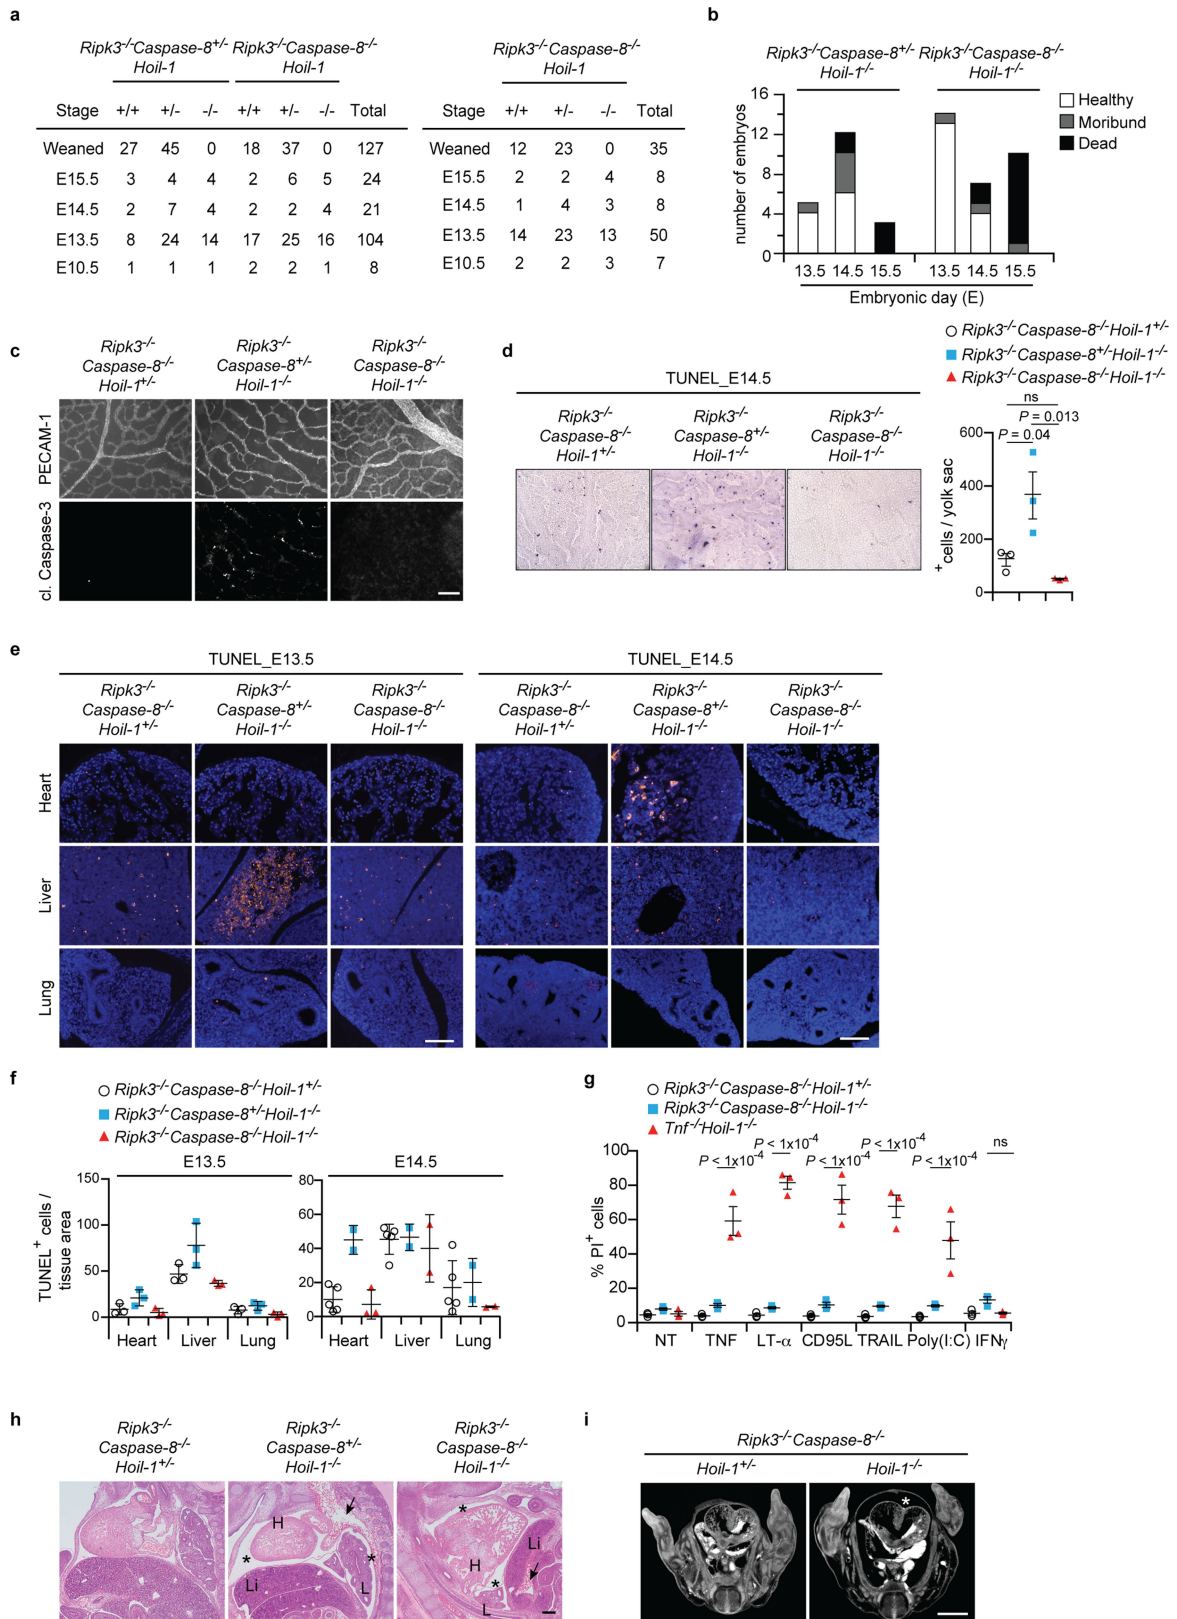 a
Ripk3-/-Caspase-8+/- Ripk3-/-Caspase-8-/-
Hoil-1 Hoil-1
Stage +/+ +/- -/- +/+ +/- -/- Total
Weaned 27 45 0 18 37 0 127
E15.5 3 4 4 2 6 5 24
E14.5 2 7 4 2 2 4 21
E13.5 8 24 14 17 25 16 104
E10.5 1 1 1 2 2 1 8
Ripk3-/-Caspase-8-/-
Hoil-1
Stage +/+ +/- -/- Total
Weaned 12 23 0 35
E15.5 2 2 4 8
E14.5 1 4 3 8
E13.5 14 23 13 50
E10.5 2 2 3 7
b
Ripk3-/-Caspase-8+/- Ripk3-/-Caspase-8-/-
Hoil-1-/- Hoil-1-/-
number of embryos
16
12
8
4
0
Healthy
Moribund
Dead
13.5 14.5 15.5 13.5 14.5 15.5
Embryonic day (E)
c
Ripk3-/- Ripk3-/- Ripk3-/-
Caspase-8-/- Caspase-8+/- Caspase-8-/-
Hoil-1+/- Hoil-1-/- Hoil-1-/-
PECAM-1
cl. Caspase-3
d
TUNEL_E14.5
Ripk3-/- Ripk3-/- Ripk3-/-
Caspase-8-/- Caspase-8+/- Caspase-8-/-
Hoil-1+/- Hoil-1-/- Hoil-1-/-
Ripk3-/-Caspase-8-/-Hoil-1+/-
Ripk3-/-Caspase-8+/-Hoil-1-/-
Ripk3-/-Caspase-8-/-Hoil-1-/-
ns
P = 0.013
P = 0.04
+ cells / yolk sac
600
400
200
0
e
TUNEL_E13.5 TUNEL_E14.5
Ripk3-/- Ripk3-/- Ripk3-/- Ripk3-/- Ripk3-/- Ripk3-/-
Caspase-8-/- Caspase-8+/- Caspase-8-/- Caspase-8-/- Caspase-8+/- Caspase-8-/-
Hoil-1+/- Hoil-1-/- Hoil-1-/- Hoil-1+/- Hoil-1-/- Hoil-1-/-
Heart
Liver
Lung
f
Ripk3-/-Caspase-8-/-Hoil-1+/-
Ripk3-/-Caspase-8+/-Hoil-1-/-
Ripk3-/-Caspase-8-/-Hoil-1-/-
E13.5 E14.5
TUNEL+ cells /
tissue area
150
100
50
0
Heart Liver Lung
80
60
40
20
0
Heart Liver Lung
g
Ripk3-/-Caspase-8-/-Hoil-1+/-
Ripk3-/-Caspase-8-/-Hoil-1-/-
Tnf-/-Hoil-1-/-
P < 1x10-4 P < 1x10-4 P < 1x10-4 P < 1x10-4 P < 1x10-4 ns
% PI+ cells
100
80
60
40
20
0
NT TNF LT-α CD95L TRAIL Poly(I:C) IFNγ
h
Ripk3-/- Ripk3-/- Ripk3-/-
Caspase-8-/- Caspase-8+/- Caspase-8-/-
Hoil-1+/- Hoil-1-/- Hoil-1-/-
H
*
*
Li
L
*
H
Li
*
L
i
Ripk3-/-Caspase-8-/-
Hoil-1+/- Hoil-1-/-
*